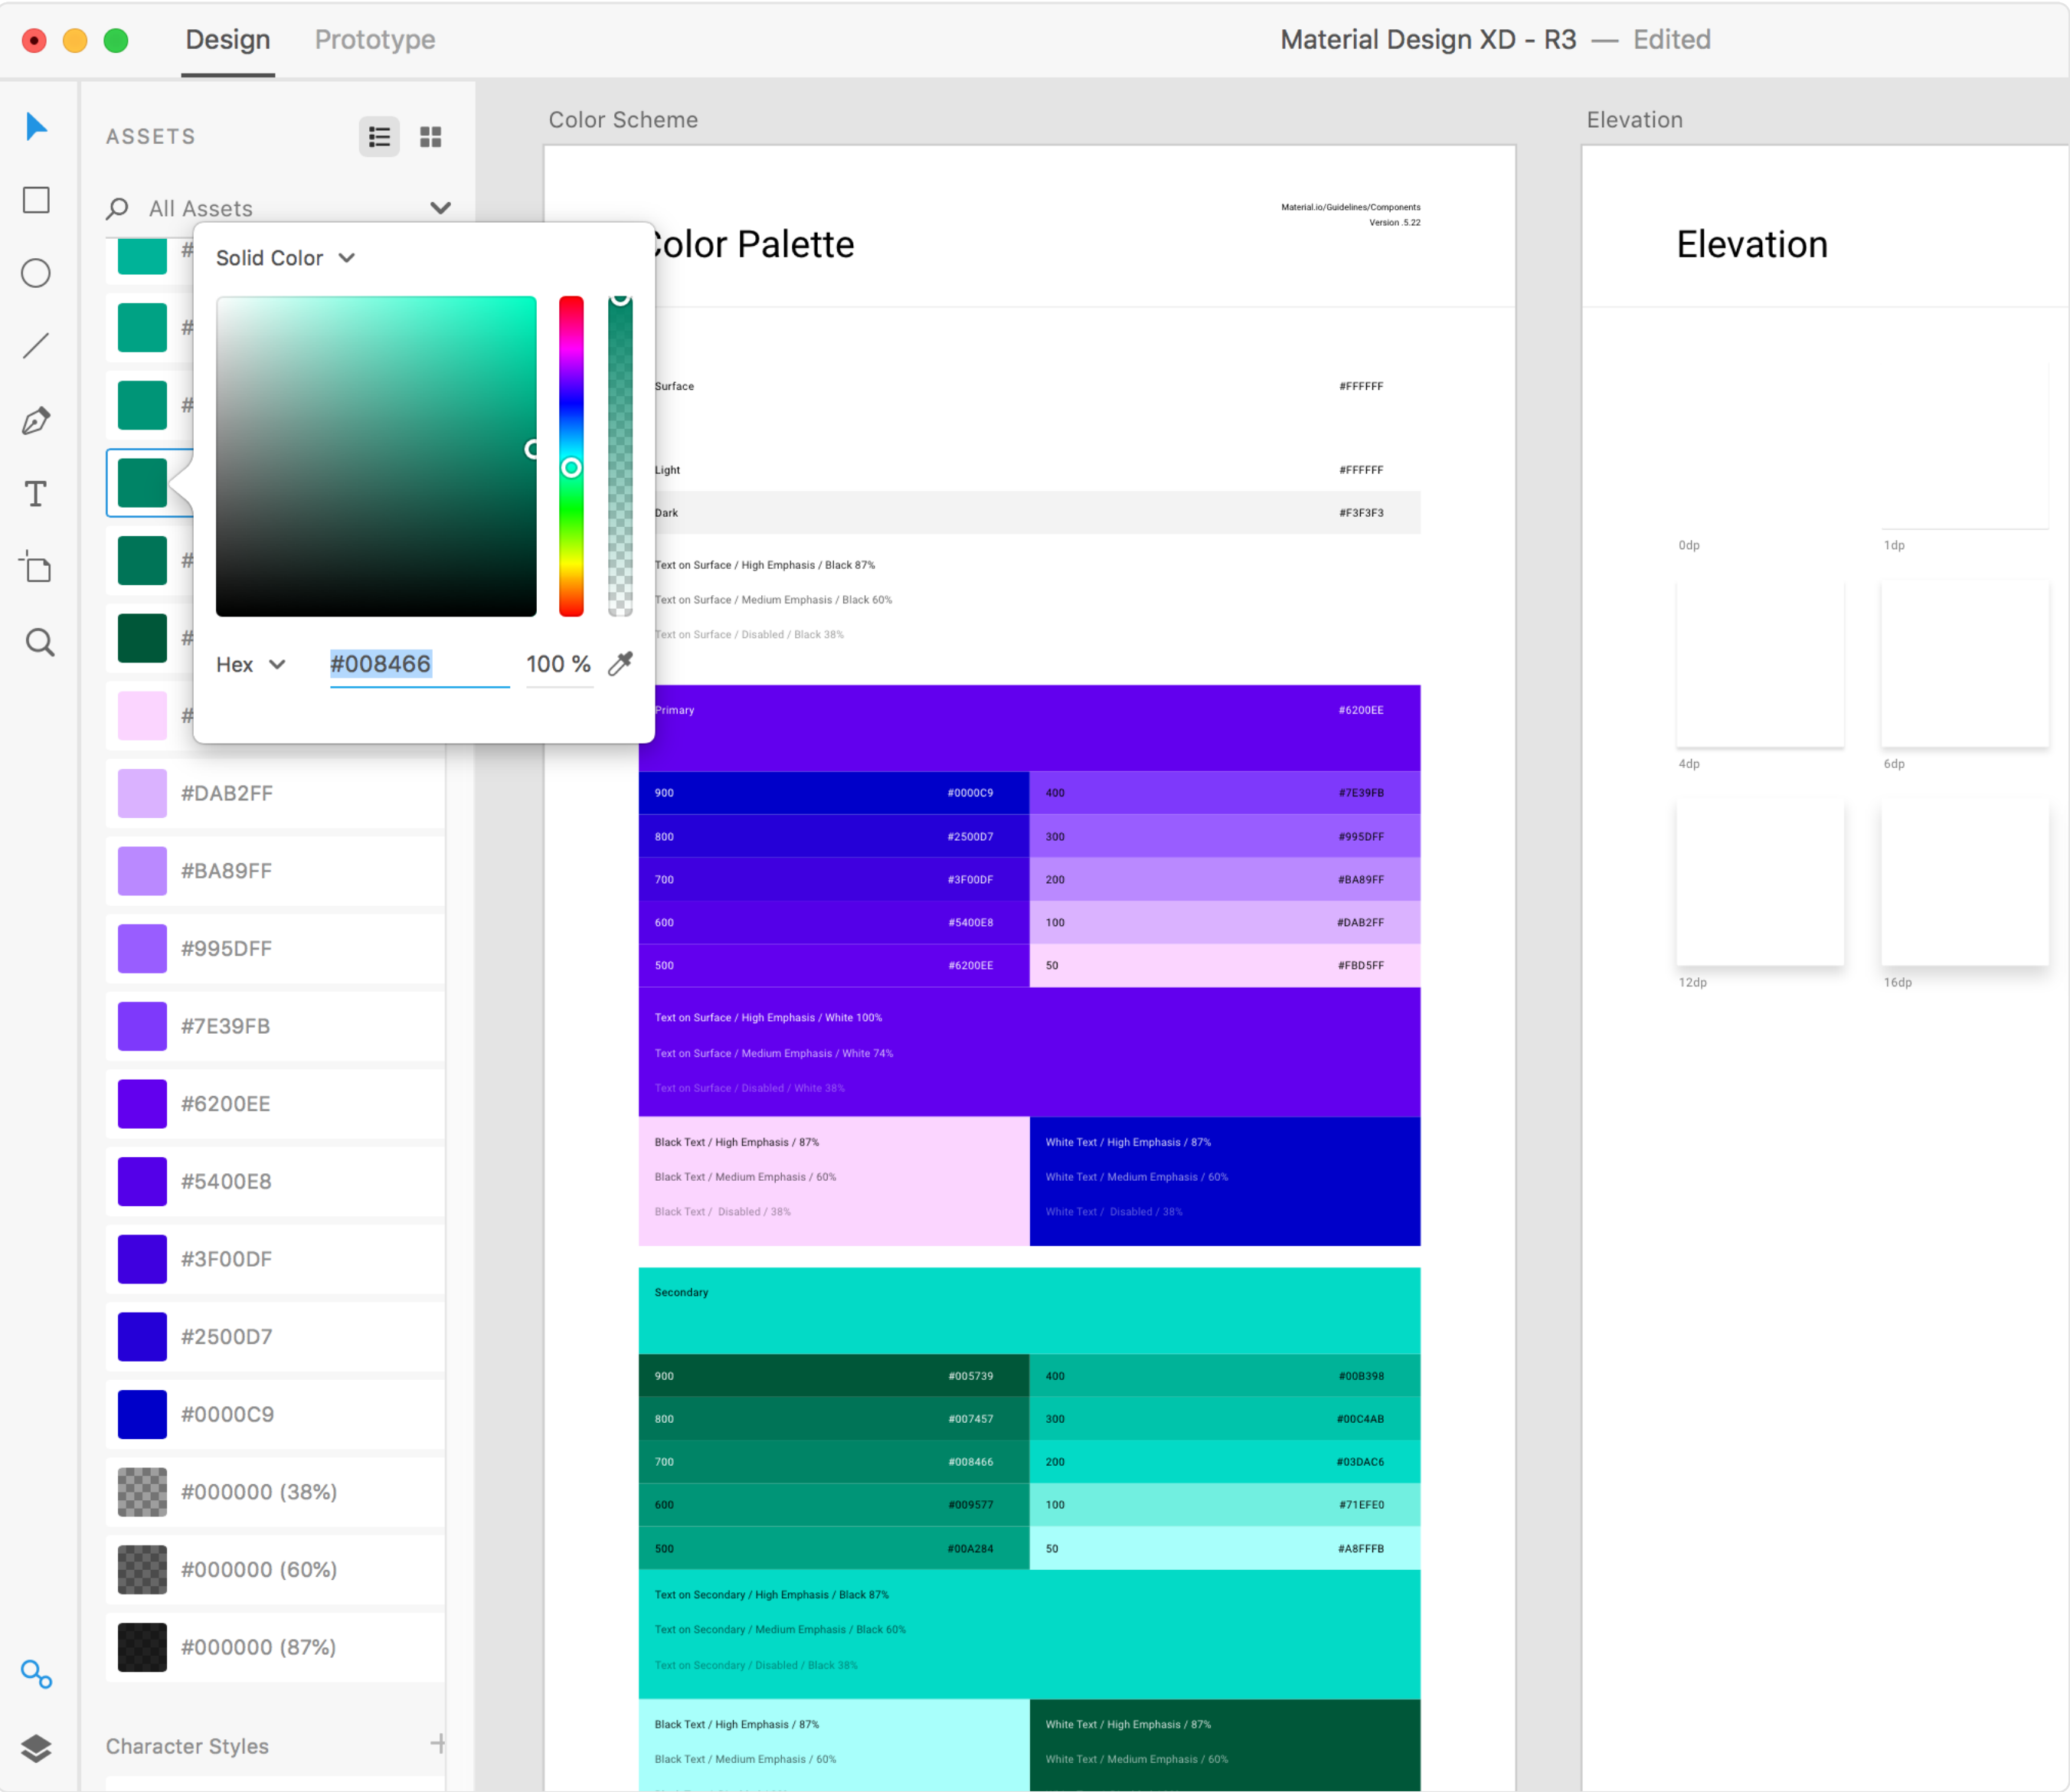 Design Prototype Material Design XD - R3 — Edited
ASSETS
All Assets
#
#
#
#
#
#
#DAB2FF
#BA89FF
#995DFF
#7E39FB
#6200EE
#5400E8
#3F00DF
#2500D7
#0000C9
#000000 (38%)
#000000 (60%)
#000000 (87%)
Character Styles +
Solid Color
Hex #008466 100 %
Color Scheme
Material.io/Guidelines/Components
Version .5.22
Color Palette
Surface #FFFFFF
Light #FFFFFF
Dark #F3F3F3
Text on Surface / High Emphasis / Black 87%
Text on Surface / Medium Emphasis / Black 60%
Text on Surface / Disabled / Black 38%
Primary #6200EE
900 #0000C9 400 #7E39FB
800 #2500D7 300 #995DFF
700 #3F00DF 200 #BA89FF
600 #5400E8 100 #DAB2FF
500 #6200EE 50 #FBD5FF
Text on Surface / High Emphasis / White 100%
Text on Surface / Medium Emphasis / White 74%
Text on Surface / Disabled / White 38%
Black Text / High Emphasis / 87% White Text / High Emphasis / 87%
Black Text / Medium Emphasis / 60% White Text / Medium Emphasis / 60%
Black Text / Disabled / 38% White Text / Disabled / 38%
Secondary
900 #005739 400 #00B398
800 #007457 300 #00C4AB
700 #008466 200 #03DAC6
600 #009577 100 #71EFE0
500 #00A284 50 #A8FFFB
Text on Secondary / High Emphasis / Black 87%
Text on Secondary / Medium Emphasis / Black 60%
Text on Secondary / Disabled / Black 38%
Black Text / High Emphasis / 87% White Text / High Emphasis / 87%
Black Text / Medium Emphasis / 60% White Text / Medium Emphasis / 60%
Elevation
Elevation
0dp 1dp
4dp 6dp
12dp 16dp